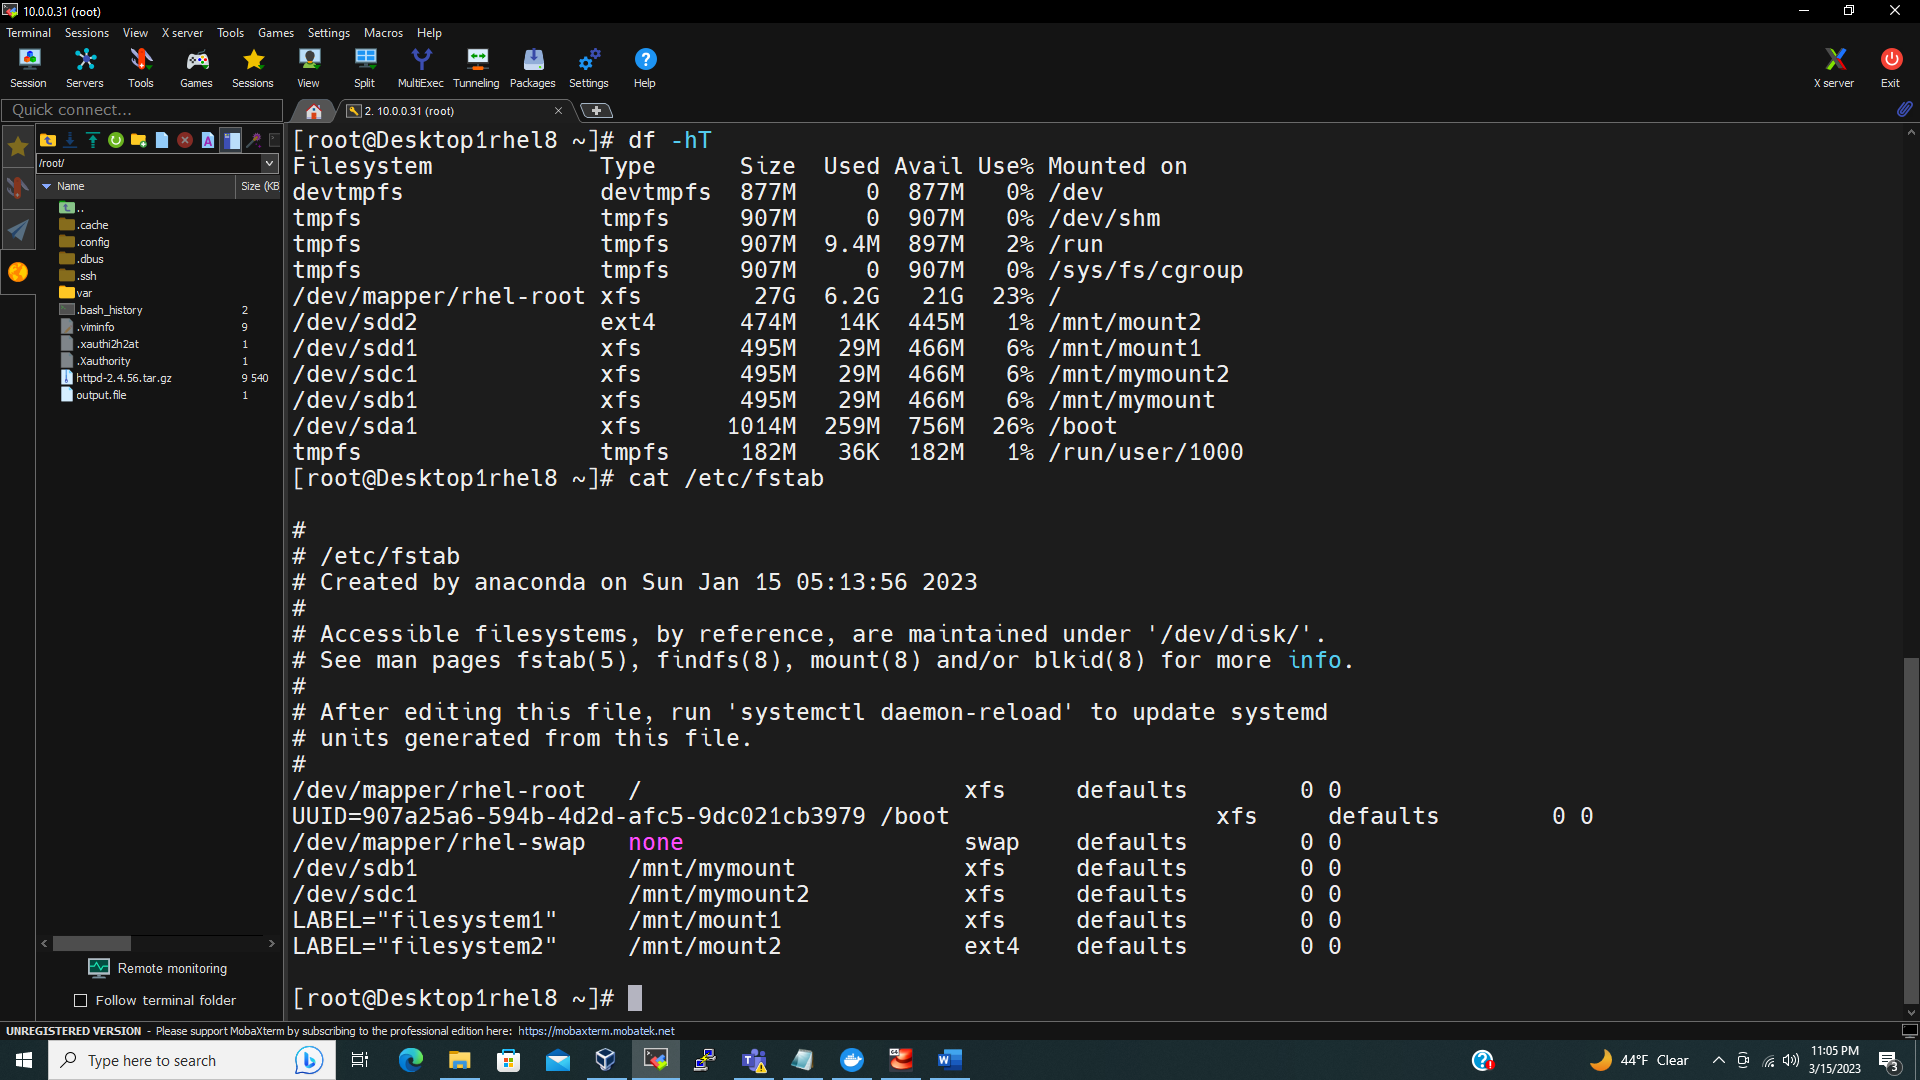 10.0.0.31 (root)
Terminal Sessions View X server Tools Games Settings Macros Help
Session Servers Tools Games Sessions View Split MultiExec Tunneling Packages Settings Help X server Exit
Quick connect...
2. 10.0.0.31 (root)
/root/
Name Size (KB
..
.cache
.config
.dbus
.ssh
var
.bash_history 2
.viminfo 9
.xauthi2h2at 1
.Xauthority 1
httpd-2.4.56.tar.gz 9 540
output.file 1
Remote monitoring
Follow terminal folder
[root@Desktop1rhel8 ~]# df -hT
Filesystem Type Size Used Avail Use% Mounted on
devtmpfs devtmpfs 877M 0 877M 0% /dev
tmpfs tmpfs 907M 0 907M 0% /dev/shm
tmpfs tmpfs 907M 9.4M 897M 2% /run
tmpfs tmpfs 907M 0 907M 0% /sys/fs/cgroup
/dev/mapper/rhel-root xfs 27G 6.2G 21G 23% /
/dev/sdd2 ext4 474M 14K 445M 1% /mnt/mount2
/dev/sdd1 xfs 495M 29M 466M 6% /mnt/mount1
/dev/sdc1 xfs 495M 29M 466M 6% /mnt/mymount2
/dev/sdb1 xfs 495M 29M 466M 6% /mnt/mymount
/dev/sda1 xfs 1014M 259M 756M 26% /boot
tmpfs tmpfs 182M 36K 182M 1% /run/user/1000
[root@Desktop1rhel8 ~]# cat /etc/fstab
#
# /etc/fstab
# Created by anaconda on Sun Jan 15 05:13:56 2023
#
# Accessible filesystems, by reference, are maintained under '/dev/disk/'.
# See man pages fstab(5), findfs(8), mount(8) and/or blkid(8) for more info.
#
# After editing this file, run 'systemctl daemon-reload' to update systemd
# units generated from this file.
#
/dev/mapper/rhel-root / xfs defaults 0 0
UUID=907a25a6-594b-4d2d-afc5-9dc021cb3979 /boot xfs defaults 0 0
/dev/mapper/rhel-swap none swap defaults 0 0
/dev/sdb1 /mnt/mymount xfs defaults 0 0
/dev/sdc1 /mnt/mymount2 xfs defaults 0 0
LABEL="filesystem1" /mnt/mount1 xfs defaults 0 0
LABEL="filesystem2" /mnt/mount2 ext4 defaults 0 0
[root@Desktop1rhel8 ~]#
UNREGISTERED VERSION - Please support MobaXterm by subscribing to the professional edition here: https://mobaxterm.mobatek.net
Type here to search
44°F Clear
11:05 PM
3/15/2023
3